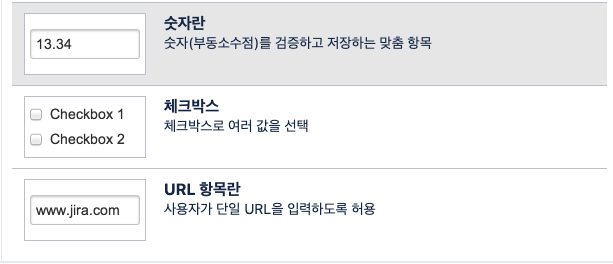 13.34
숫자란
숫자(부동소수점)를 검증하고 저장하는 맞춤 항목
Checkbox 1
Checkbox 2
체크박스
체크박스로 여러 값을 선택
www.jira.com
URL 항목란
사용자가 단일 URL을 입력하도록 허용